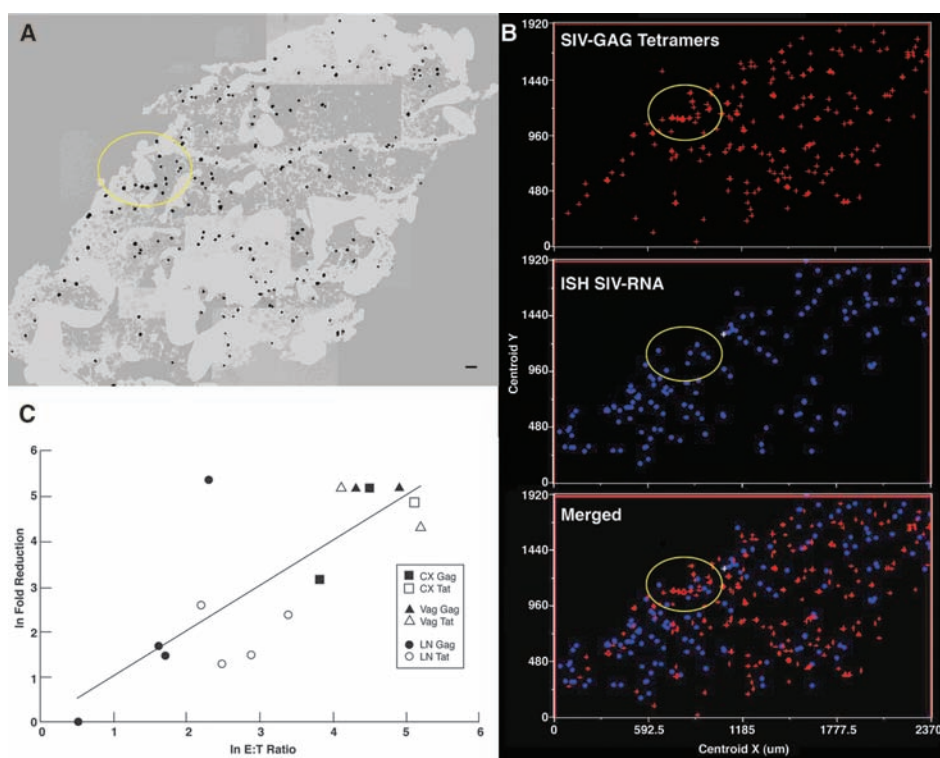 A
B
SIV-GAG Tetramers
1920
1440
960
480
0
ISH SIV-RNA
1920
1440
960
480
0
Centroid Y
Merged
1920
1440
960
480
0
0
592.5
1185
1777.5
2370
Centroid X (um)
C
6
5
4
3
2
1
0
ln Fold Reduction
0
1
2
3
4
5
6
ln E:T Ratio
CX Gag
CX Tat
Vag Gag
Vag Tat
LN Gag
LN Tat